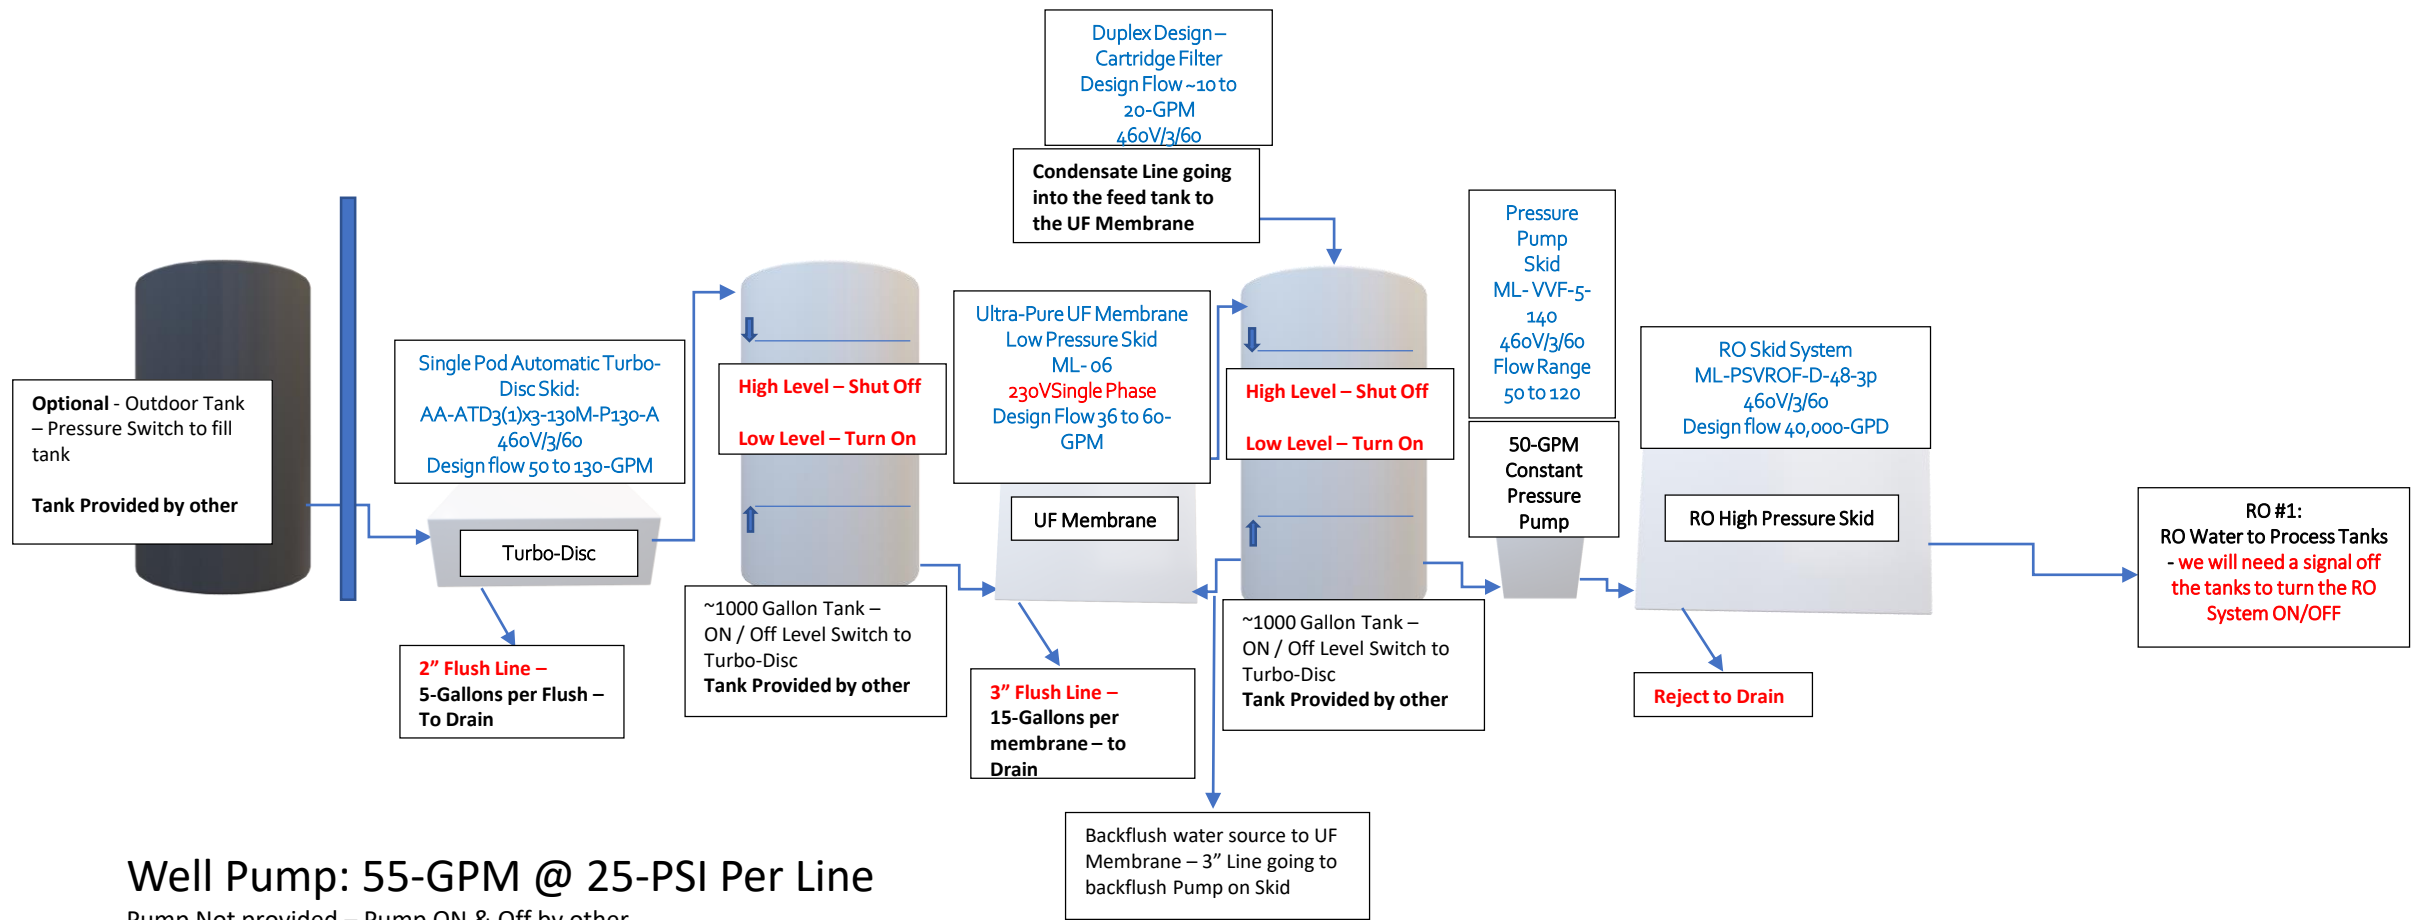 Duplex Design –
Cartridge Filter
Design Flow ~10 to
20-GPM
460V/3/60
Condensate Line going
into the feed tank to
the UF Membrane
Optional - Outdoor Tank
– Pressure Switch to fill
tank
Tank Provided by other
Single Pod Automatic Turbo-
Disc Skid:
AA-ATD3(1)x3-130M-P130-A
460V/3/60
Design flow 50 to 130-GPM
Turbo-Disc
2” Flush Line –
5-Gallons per Flush –
To Drain
High Level – Shut Off
Low Level – Turn On
~1000 Gallon Tank –
ON / Off Level Switch to
Turbo-Disc
Tank Provided by other
Ultra-Pure UF Membrane
Low Pressure Skid
ML- 06
230VSingle Phase
Design Flow 36 to 60-
GPM
UF Membrane
3” Flush Line –
15-Gallons per
membrane – to
Drain
High Level – Shut Off
Low Level – Turn On
~1000 Gallon Tank –
ON / Off Level Switch to
Turbo-Disc
Tank Provided by other
Backflush water source to UF
Membrane – 3” Line going to
backflush Pump on Skid
Pressure
Pump
Skid
ML- VVF-5-
140
460V/3/60
Flow Range
50 to 120
50-GPM
Constant
Pressure
Pump
RO Skid System
ML-PSVROF-D-48-3p
460V/3/60
Design flow 40,000-GPD
RO High Pressure Skid
Reject to Drain
RO #1:
RO Water to Process Tanks
- we will need a signal off
the tanks to turn the RO
System ON/OFF
Well Pump: 55-GPM @ 25-PSI Per Line
Pump Not provided – Pump ON & Off by other